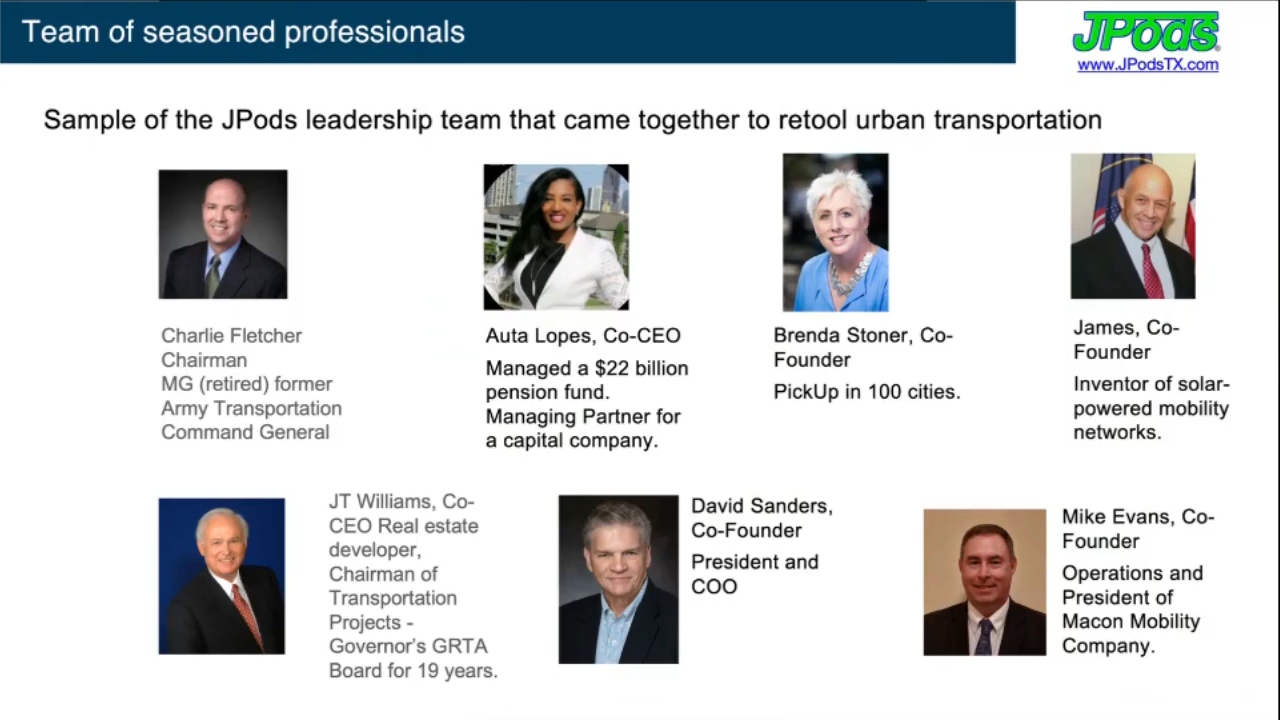 Team of seasoned professionals
JPods
www.JPodsTX.com
Sample of the JPods leadership team that came together to retool urban transportation
Charlie Fletcher
Chairman
MG (retired) former
Army Transportation
Command General
Auta Lopes, Co-CEO
Managed a $22 billion
pension fund.
Managing Partner for
a capital company.
Brenda Stoner, Co-
Founder
PickUp in 100 cities.
James, Co-
Founder
Inventor of solar-
powered mobility
networks.
JT Williams, Co-
CEO Real estate
developer,
Chairman of
Transportation
Projects -
Governor's GRTA
Board for 19 years.
David Sanders,
Co-Founder
President and
COO
Mike Evans, Co-
Founder
Operations and
President of
Macon Mobility
Company.